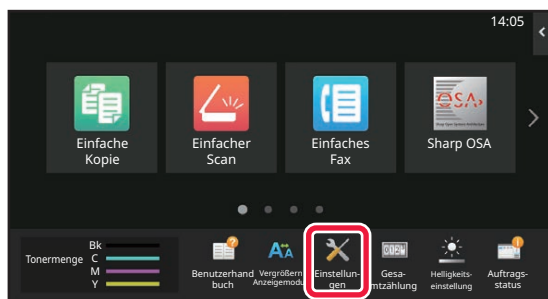 14:05
Einfache
Kopie
Einfacher
Scan
Einfaches
Fax
Sharp OSA
Bk
Tonermenge C
M
Y
Benutzerhand
buch
Vergrößern
Anzeigemodu
Einstellun-
gen
Gesa-
mtzählung
Helligkeits-
einstellung
Auftrags-
status